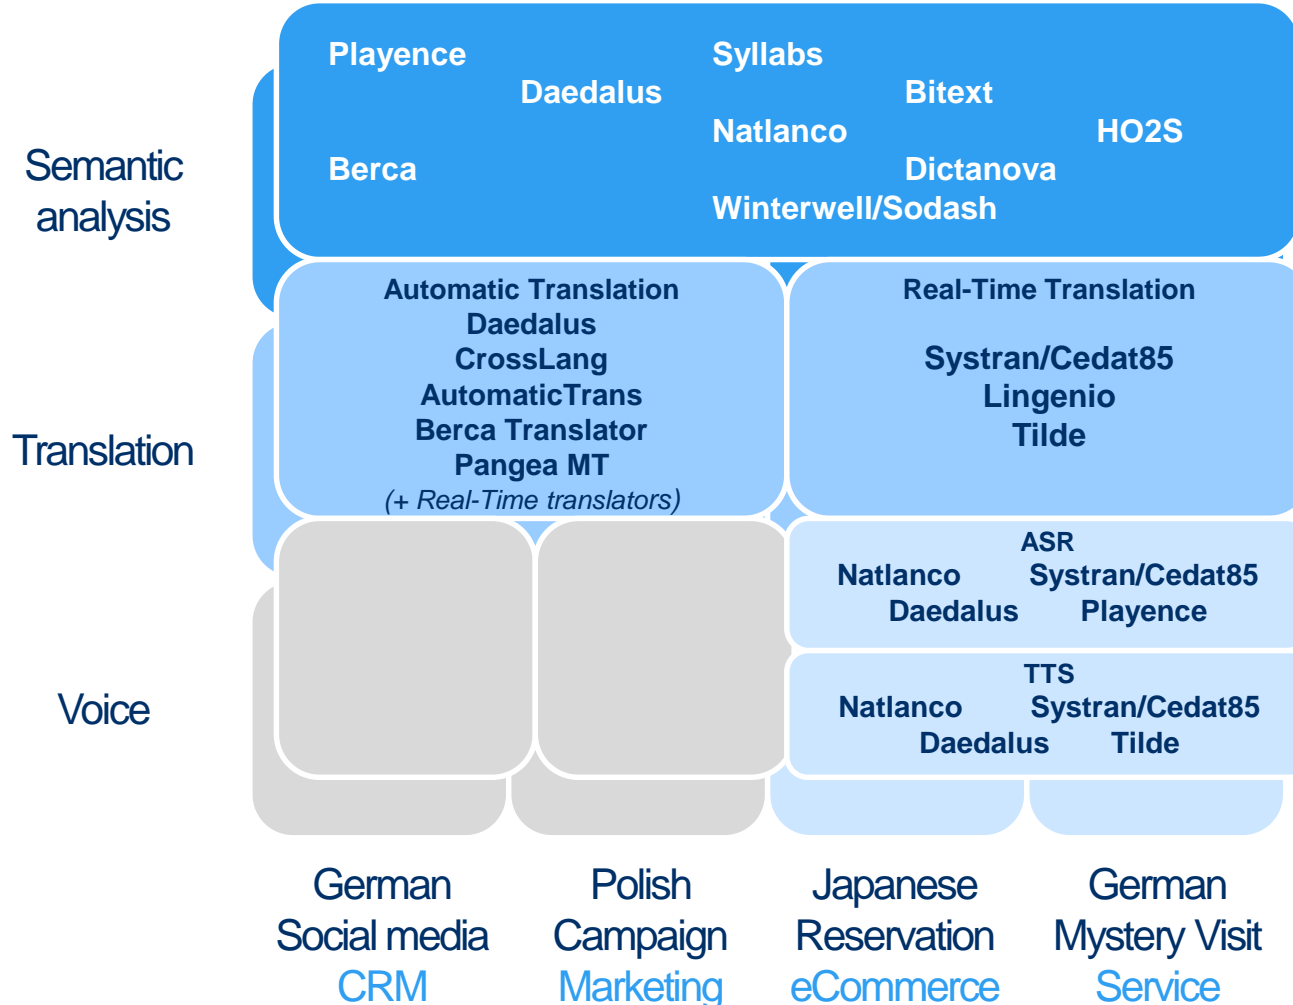 Playence Syllabs
Daedalus Bitext
Natlanco HO2S
Berca Dictanova
Winterwell/Sodash
Semantic
analysis
Automatic Translation
Daedalus
CrossLang
AutomaticTrans
Berca Translator
Pangea MT
(+ Real-Time translators)
Real-Time Translation
Systran/Cedat85
Lingenio
Tilde
Translation
ASR
Natlanco Systran/Cedat85
Daedalus Playence
TTS
Natlanco Systran/Cedat85
Daedalus Tilde
Voice
German
Social media
CRM
Polish
Campaign
Marketing
Japanese
Reservation
eCommerce
German
Mystery Visit
Service